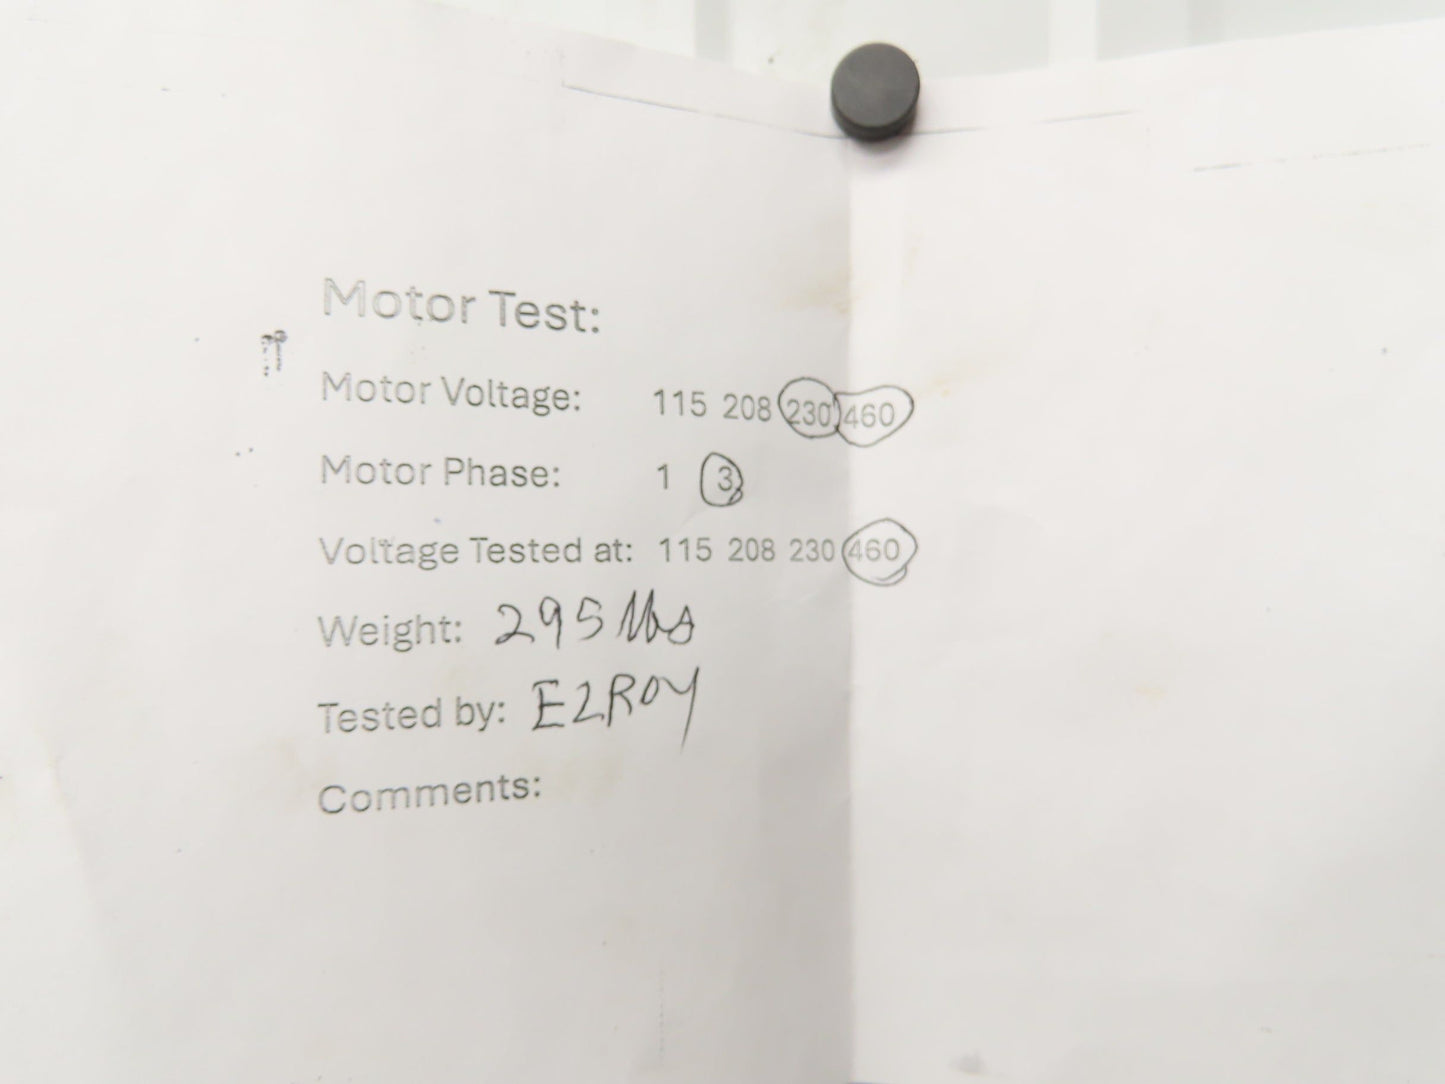 Motor Test:
Motor Voltage: 115 208 230 460
Motor Phase: 1 3
Voltage Tested at: 115 208 230 460
Weight: 295 lbs
Tested by: ELROY
Comments: